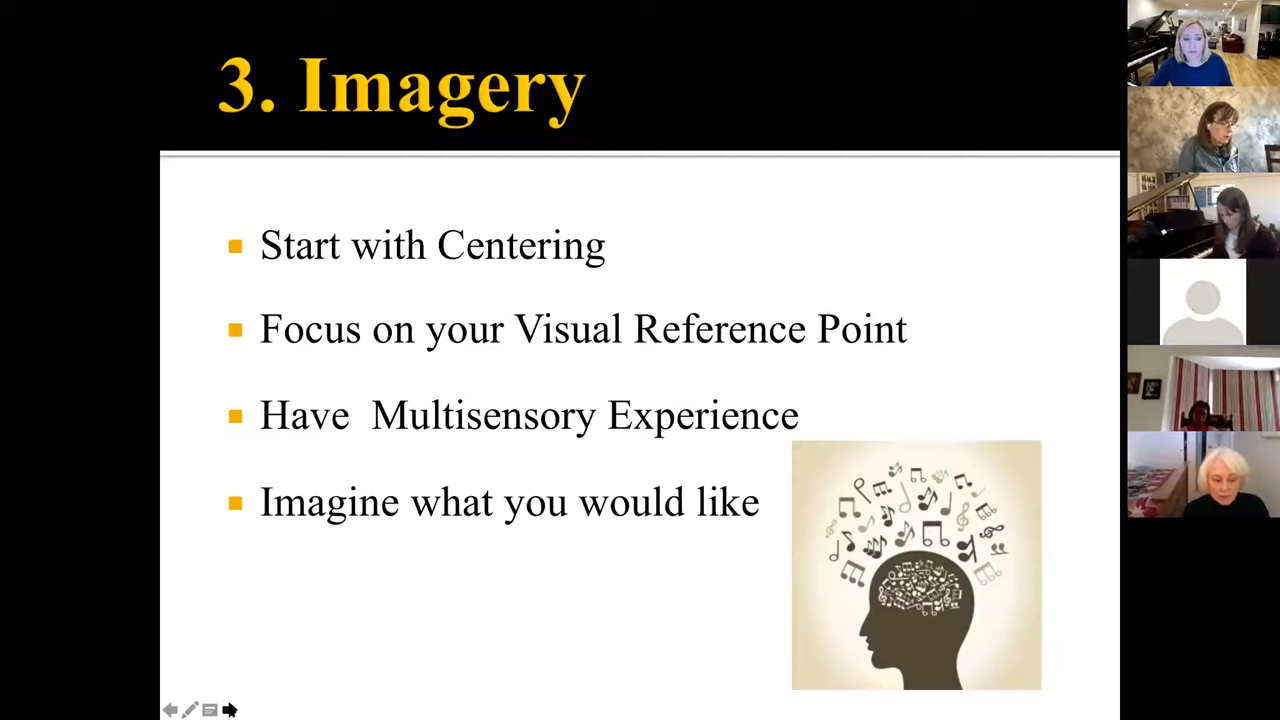 3. Imagery
Start with Centering
Focus on your Visual Reference Point
Have  Multisensory Experience
Imagine what you would like